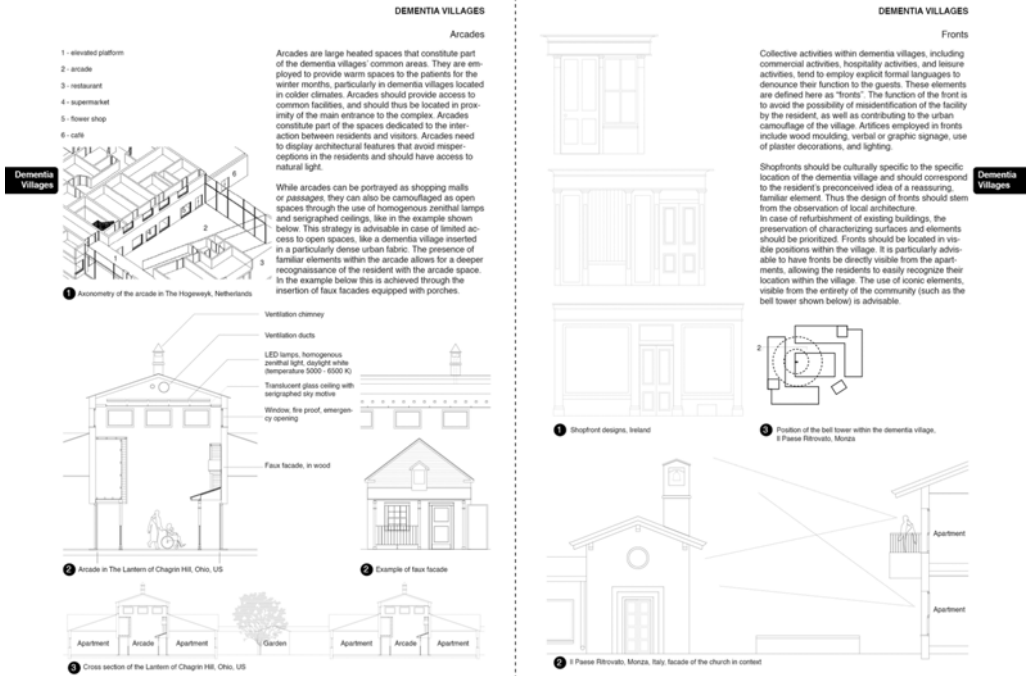 DEMENTIA VILLAGES
Arcades
1 - elevated platform
2 - arcade
3 - restaurant
4 - supermarket
5 - flower shop
6 - café
Dementia
Villages
Arcades are large heated spaces that constitute part
of the dementia villages' common areas. They are em-
ployed to provide warm spaces to the patients for the
winter months, particularly in dementia villages located
in colder climates. Arcades should provide access to
common facilities, and should thus be located in prox-
imity of the main entrance to the complex. Arcades
constitute part of the spaces dedicated to the inter-
action between residents and visitors. Arcades need
to display architectural features that avoid misper-
ceptions in the residents and should have access to
natural light.
While arcades can be portrayed as shopping malls
or passages, they can also be camouflaged as open
spaces through the use of homogenous zenithal lamps
and serigraphed ceilings, like in the example shown
below. This strategy is advisable in case of limited ac-
cess to open spaces, like a dementia village inserted
in a particularly dense urban fabric. The presence of
familiar elements within the arcade allows for a deeper
recognaissance of the resident with the arcade space.
In the example below this is achieved through the
insertion of faux facades equipped with porches.
6
2
1
3
1 Axonometry of the arcade in The Hogeweyk, Netherlands
Ventilation chimney
Ventilation ducts
LED lamps, homogenous
zenithal light, daylight white
(temperature 5000 - 6500 K)
Translucent glass ceiling with
serigraphed sky motive
Window, fire proof, emergen-
cy opening
Faux facade, in wood
2 Arcade in The Lantern of Chagrin Hill, Ohio, US
2 Example of faux facade
Apartment
Arcade
Apartment
Garden
Apartment
Arcade
Apartment
3 Cross section of the Lantern of Chagrin Hill, Ohio, US
DEMENTIA VILLAGES
Fronts
Collective activities within dementia villages, including
commercial activities, hospitality activities, and leisure
activities, tend to employ explicit formal languages to
denounce their function to the guests. These elements
are defined here as "fronts". The function of the front is
to avoid the possibility of misidentification of the facility
by the resident, as well as contributing to the urban
camouflage of the village. Artifices employed in fronts
include wood moulding, verbal or graphic signage, use
of plaster decorations, and lighting.
Shopfronts should be culturally specific to the specific
location of the dementia village and should correspond
to the resident's preconceived idea of a reassuring,
familiar element. Thus the design of fronts should stem
from the observation of local architecture.
In case of refurbishment of existing buildings, the
preservation of characterizing surfaces and elements
should be prioritized. Fronts should be located in vis-
ible positions within the village. It is particularly advis-
able to have fronts be directly visible from the apart-
ments, allowing the residents to easily recognize their
location within the village. The use of iconic elements,
visible from the entirety of the community (such as the
bell tower shown below) is advisable.
Dementia
Villages
2
1 Shopfront designs, Ireland
3 Position of the bell tower within the dementia village,
Il Paese Ritrovato, Monza
Apartment
Apartment
2 Il Paese Ritrovato, Monza, Italy, facade of the church in context